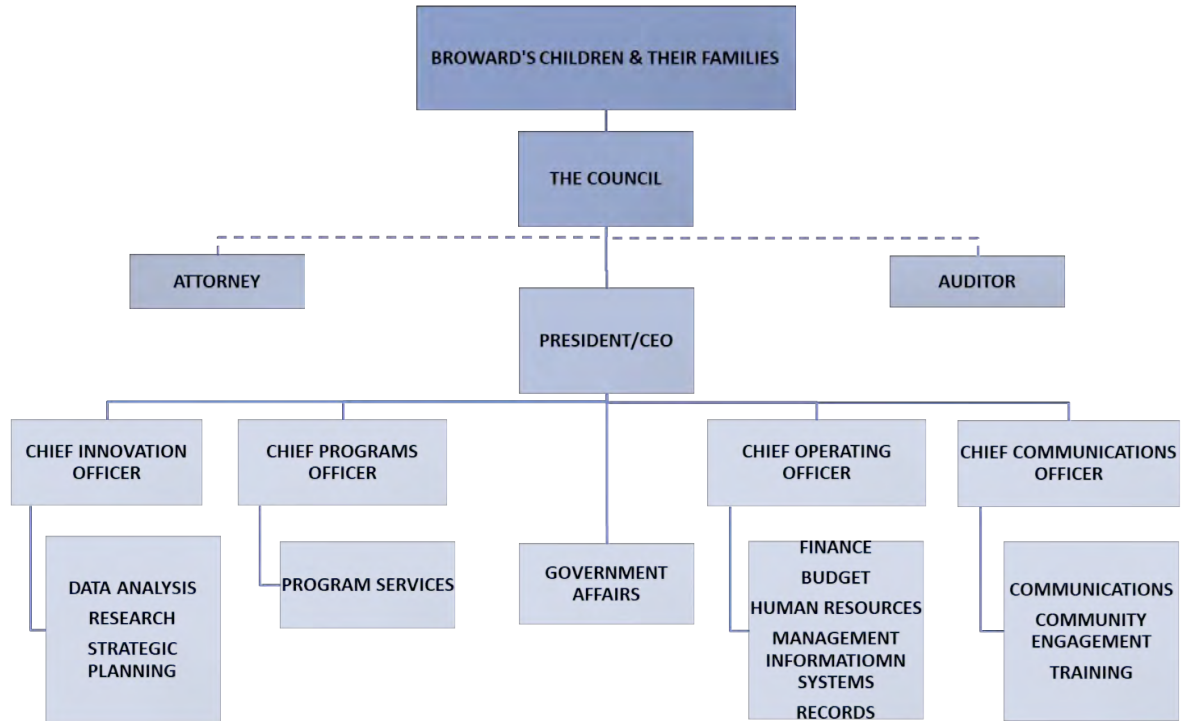 BROWARD'S CHILDREN & THEIR FAMILIES
THE COUNCIL
ATTORNEY
AUDITOR
PRESIDENT/CEO
CHIEF INNOVATION
OFFICER
CHIEF PROGRAMS
OFFICER
CHIEF OPERATING
OFFICER
CHIEF COMMUNICATIONS
OFFICER
DATA ANALYSIS
RESEARCH
STRATEGIC
PLANNING
PROGRAM SERVICES
GOVERNMENT
AFFAIRS
FINANCE
BUDGET
HUMAN RESOURCES
MANAGEMENT
INFORMATIOMN
SYSTEMS
RECORDS
COMMUNICATIONS
COMMUNITY
ENGAGEMENT
TRAINING